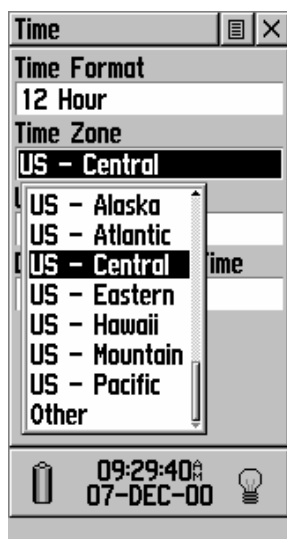 Time
Time Format
12 Hour
Time Zone
US - Central
US - Alaska
US - Atlantic
US - Central
US - Eastern
US - Hawaii
US - Mountain
US - Pacific
Other
09:29:40 AM
07-DEC-00